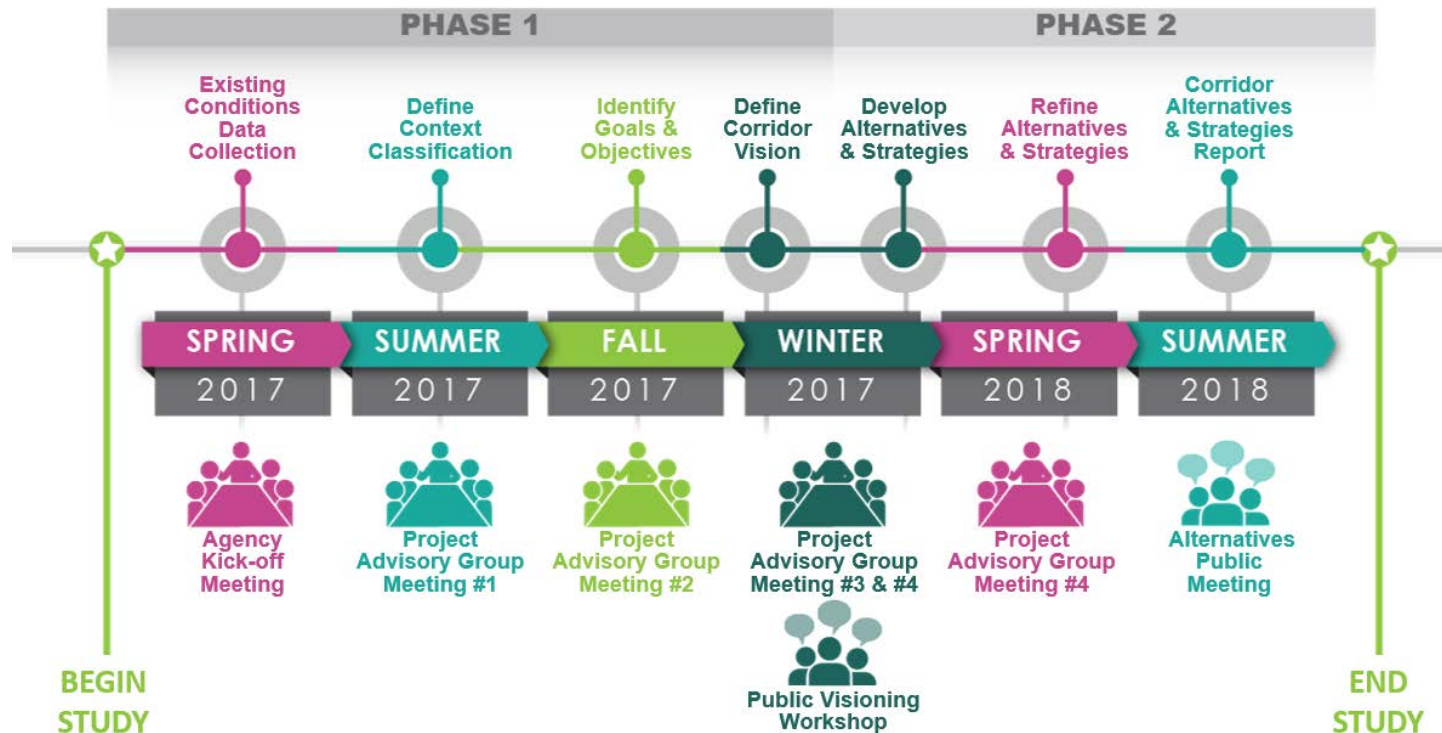 PHASE 1
PHASE 2
Existing
Conditions
Data
Collection
Define
Context
Classification
Identify
Goals &
Objectives
Define
Corridor
Vision
Develop
Alternatives
& Strategies
Refine
Alternatives
& Strategies
Corridor
Alternatives
& Strategies
Report
SPRING
2017
SUMMER
2017
FALL
2017
WINTER
2017
SPRING
2018
SUMMER
2018
Agency
Kick-off
Meeting
Project
Advisory Group
Meeting #1
Project
Advisory Group
Meeting #2
Project
Advisory Group
Meeting #3 & #4
Public Visioning
Workshop
Project
Advisory Group
Meeting #4
Alternatives
Public
Meeting
BEGIN
STUDY
END
STUDY